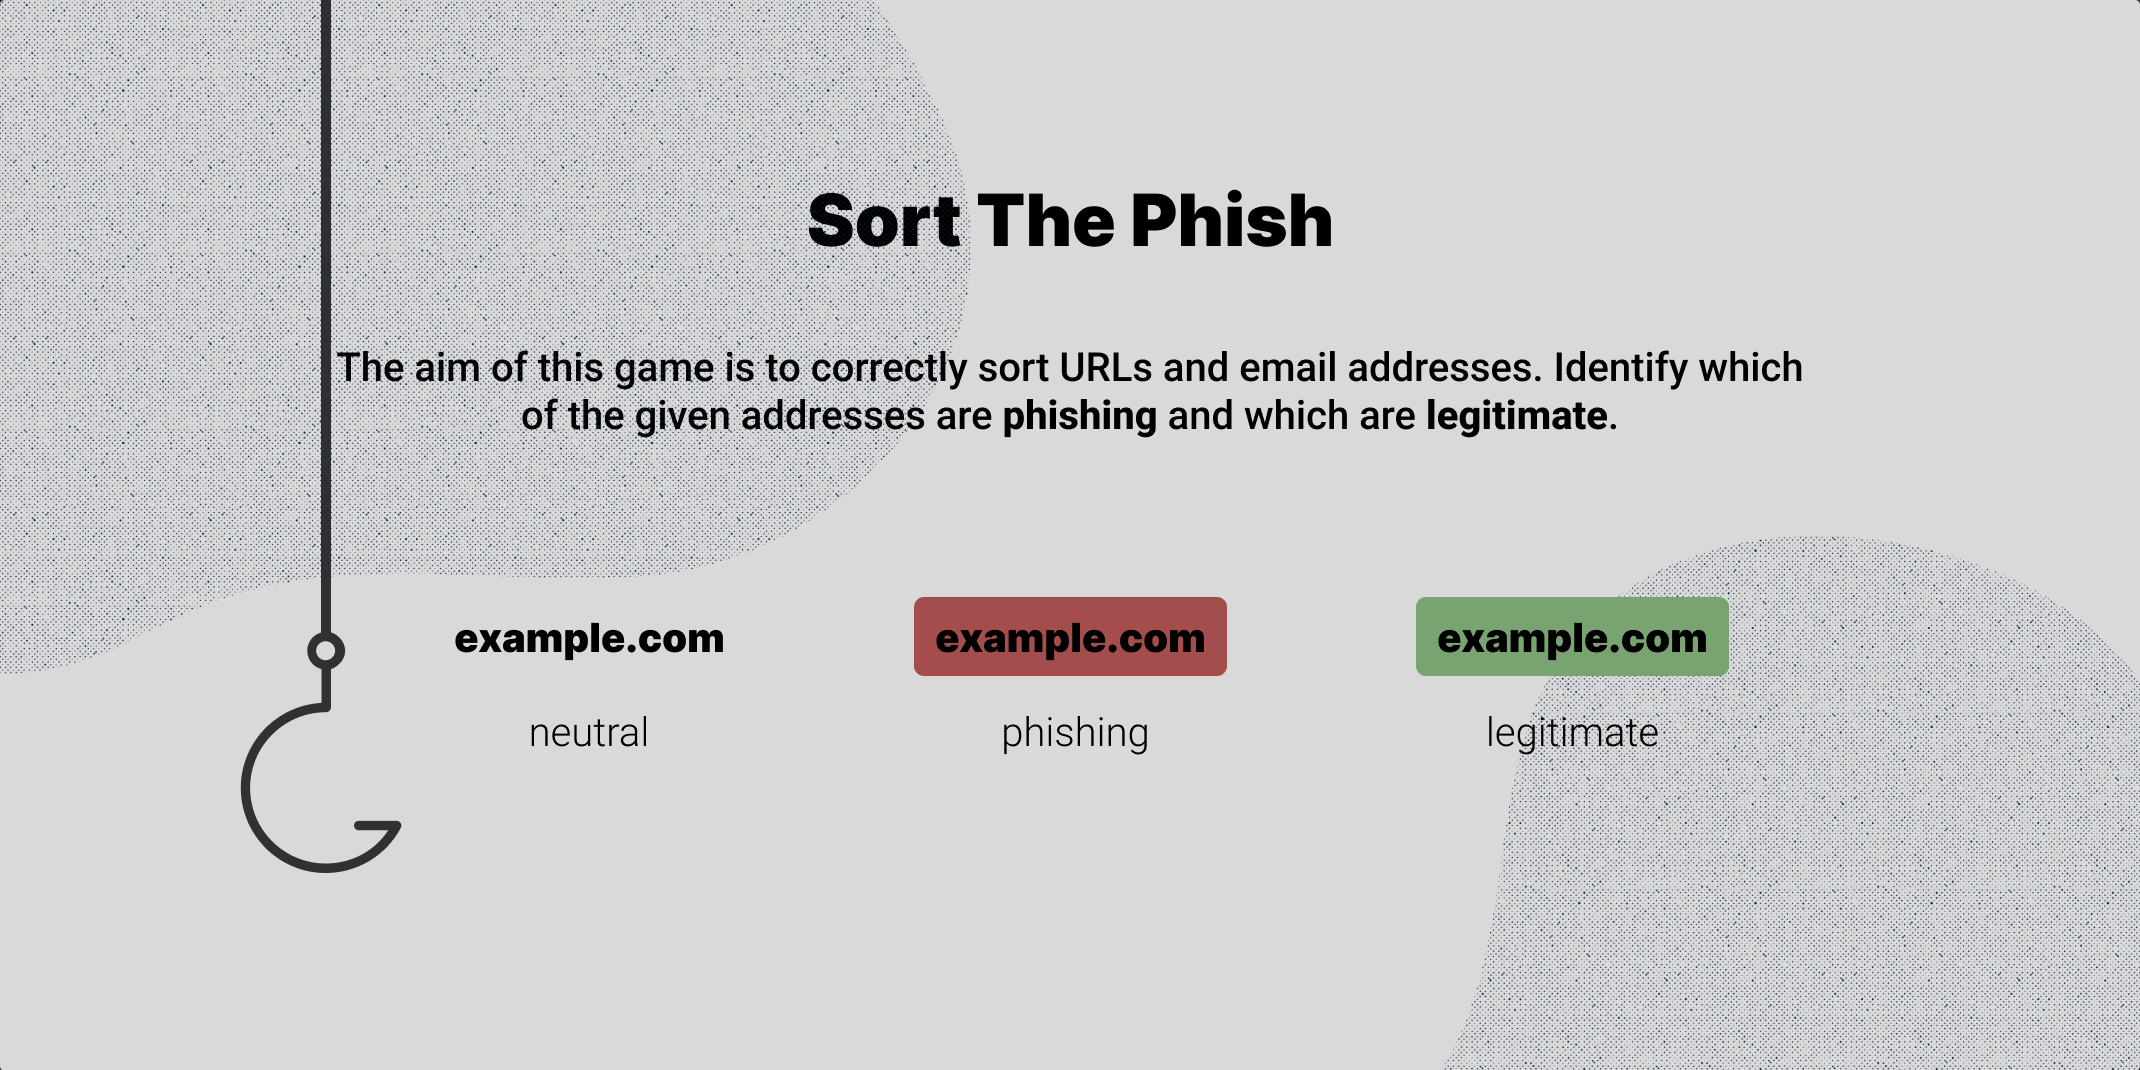 Sort The Phish
The aim of this game is to correctly sort URLs and email addresses. Identify which
of the given addresses are phishing and which are legitimate.
example.com
example.com
example.com
neutral
phishing
legitimate